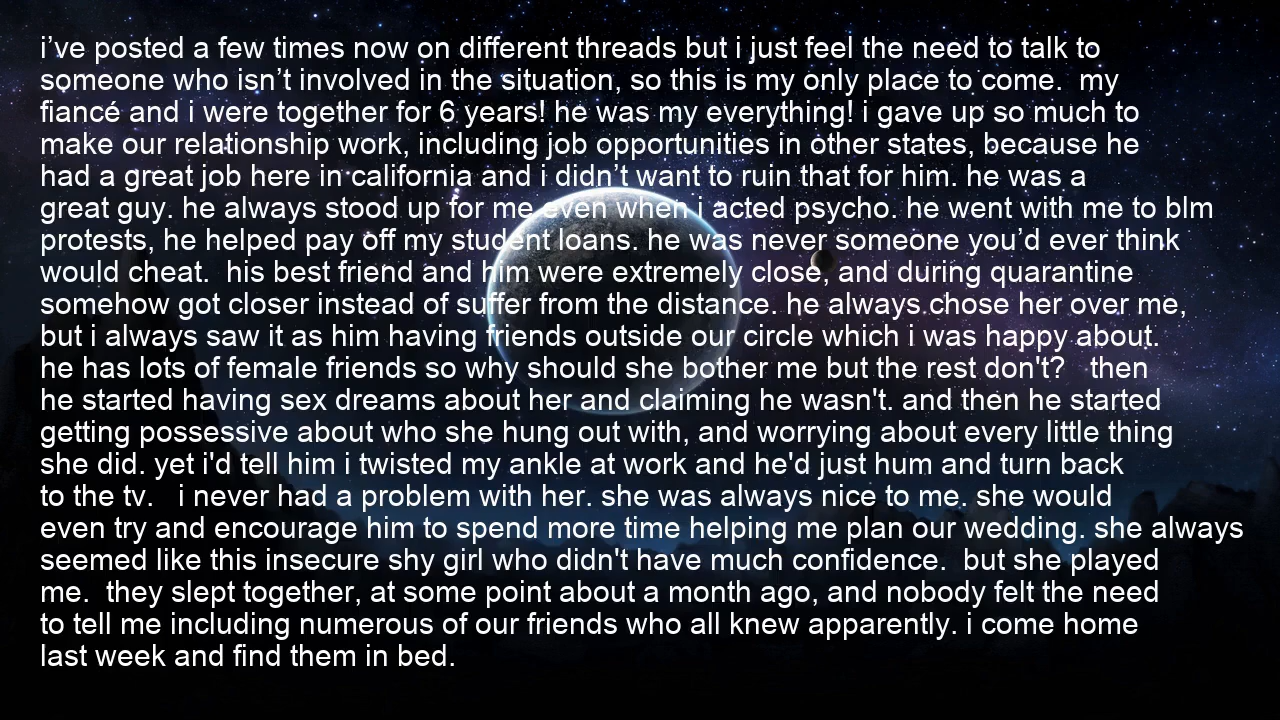 i’ve posted a few times now on different threads but i just feel the need to talk to
someone who isn’t involved in the situation, so this is my only place to come.  my
fiancé and i were together for 6 years! he was my everything! i gave up so much to
make our relationship work, including job opportunities in other states, because he
had a great job here in california and i didn’t want to ruin that for him. he was a
great guy. he always stood up for me even when i acted psycho. he went with me to blm
protests, he helped pay off my student loans. he was never someone you’d ever think
would cheat.  his best friend and him were extremely close, and during quarantine
somehow got closer instead of suffer from the distance. he always chose her over me,
but i always saw it as him having friends outside our circle which i was happy about.
he has lots of female friends so why should she bother me but the rest don't?   then
he started having sex dreams about her and claiming he wasn't. and then he started
getting possessive about who she hung out with, and worrying about every little thing
she did. yet i'd tell him i twisted my ankle at work and he'd just hum and turn back
to the tv.   i never had a problem with her. she was always nice to me. she would
even try and encourage him to spend more time helping me plan our wedding. she always
seemed like this insecure shy girl who didn't have much confidence.  but she played
me.  they slept together, at some point about a month ago, and nobody felt the need
to tell me including numerous of our friends who all knew apparently. i come home
last week and find them in bed.